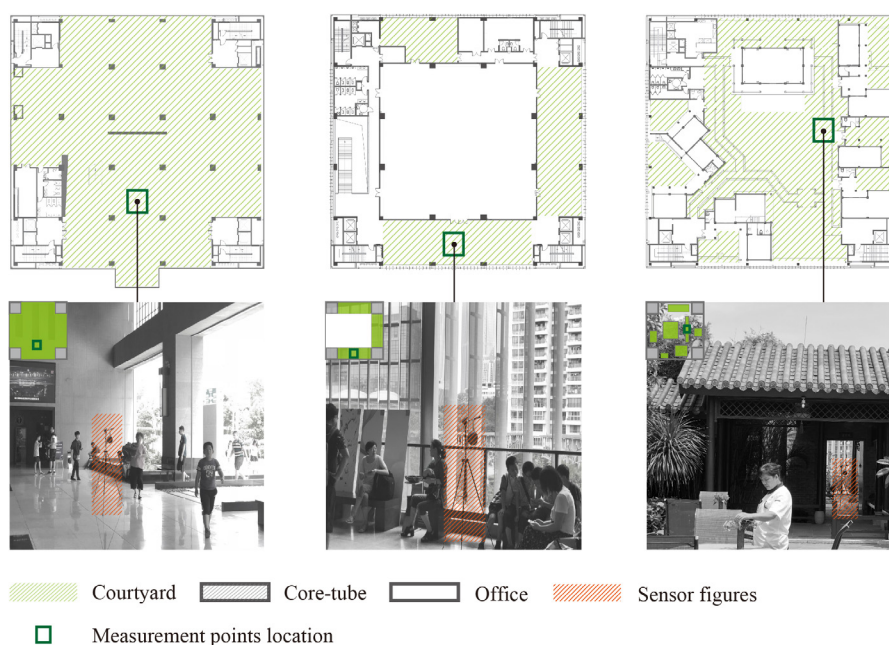 Courtyard
Core-tube
Office
Sensor figures
Measurement points location